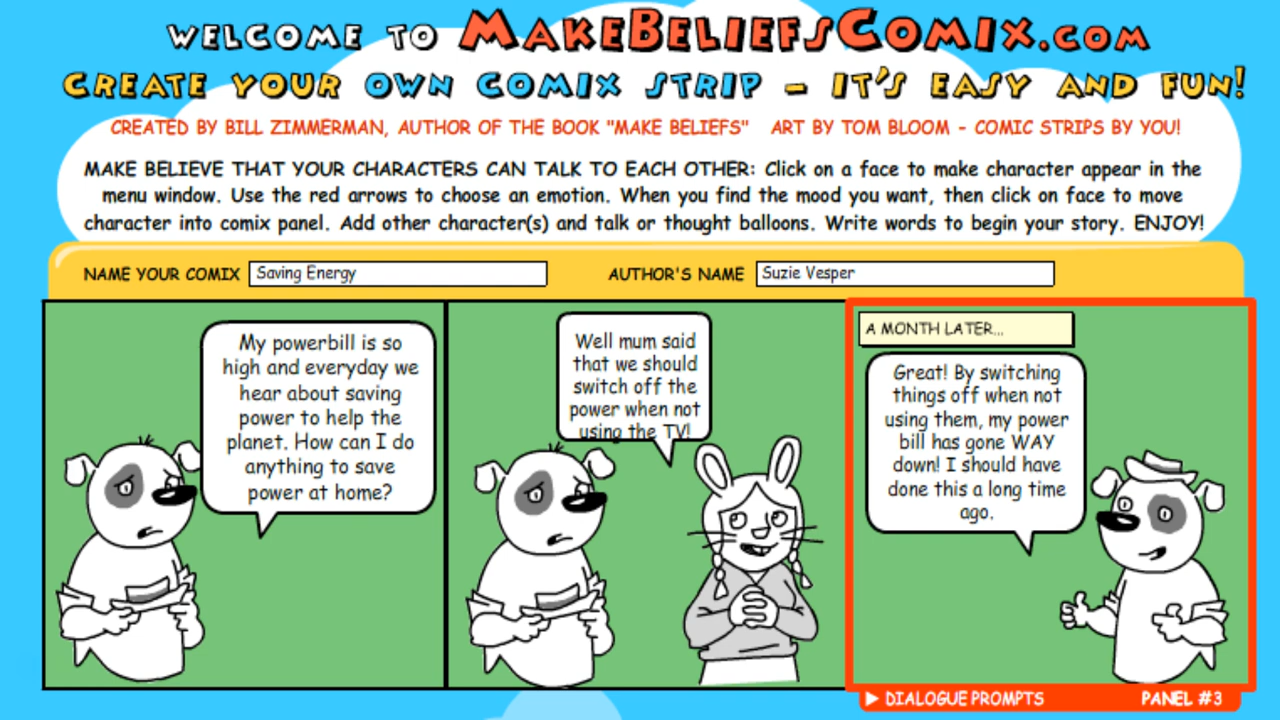 WELCOME TO MAKEBELIEFSCOMIX.COM
CREATE YOUR OWN COMIX STRIP - IT'S EASY AND FUN!
CREATED BY BILL ZIMMERMAN, AUTHOR OF THE BOOK "MAKE BELIEFS" ART BY TOM BLOOM - COMIC STRIPS BY YOU!
MAKE BELIEVE THAT YOUR CHARACTERS CAN TALK TO EACH OTHER: Click on a face to make character appear in the
menu window. Use the red arrows to choose an emotion. When you find the mood you want, then click on face to move
character into comix panel. Add other character(s) and talk or thought balloons. Write words to begin your story. ENJOY!
NAME YOUR COMIX Saving Energy AUTHOR'S NAME Suzie Vesper
My powerbill is so
high and everyday we
hear about saving
power to help the
planet. How can I do
anything to save
power at home?
Well mum said
that we should
switch off the
power when not
using the TV!
A MONTH LATER...
Great! By switching
things off when not
using them, my power
bill has gone WAY
down! I should have
done this a long time
ago.
DIALOGUE PROMPTS PANEL #3